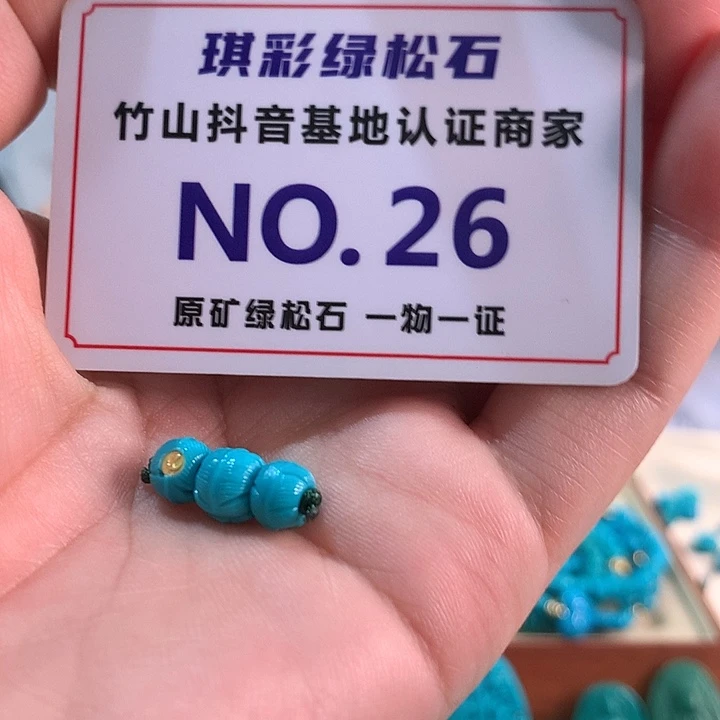 琪彩绿松石
竹山抖音基地认证商家
NO. 26
原矿绿松石 一物一证